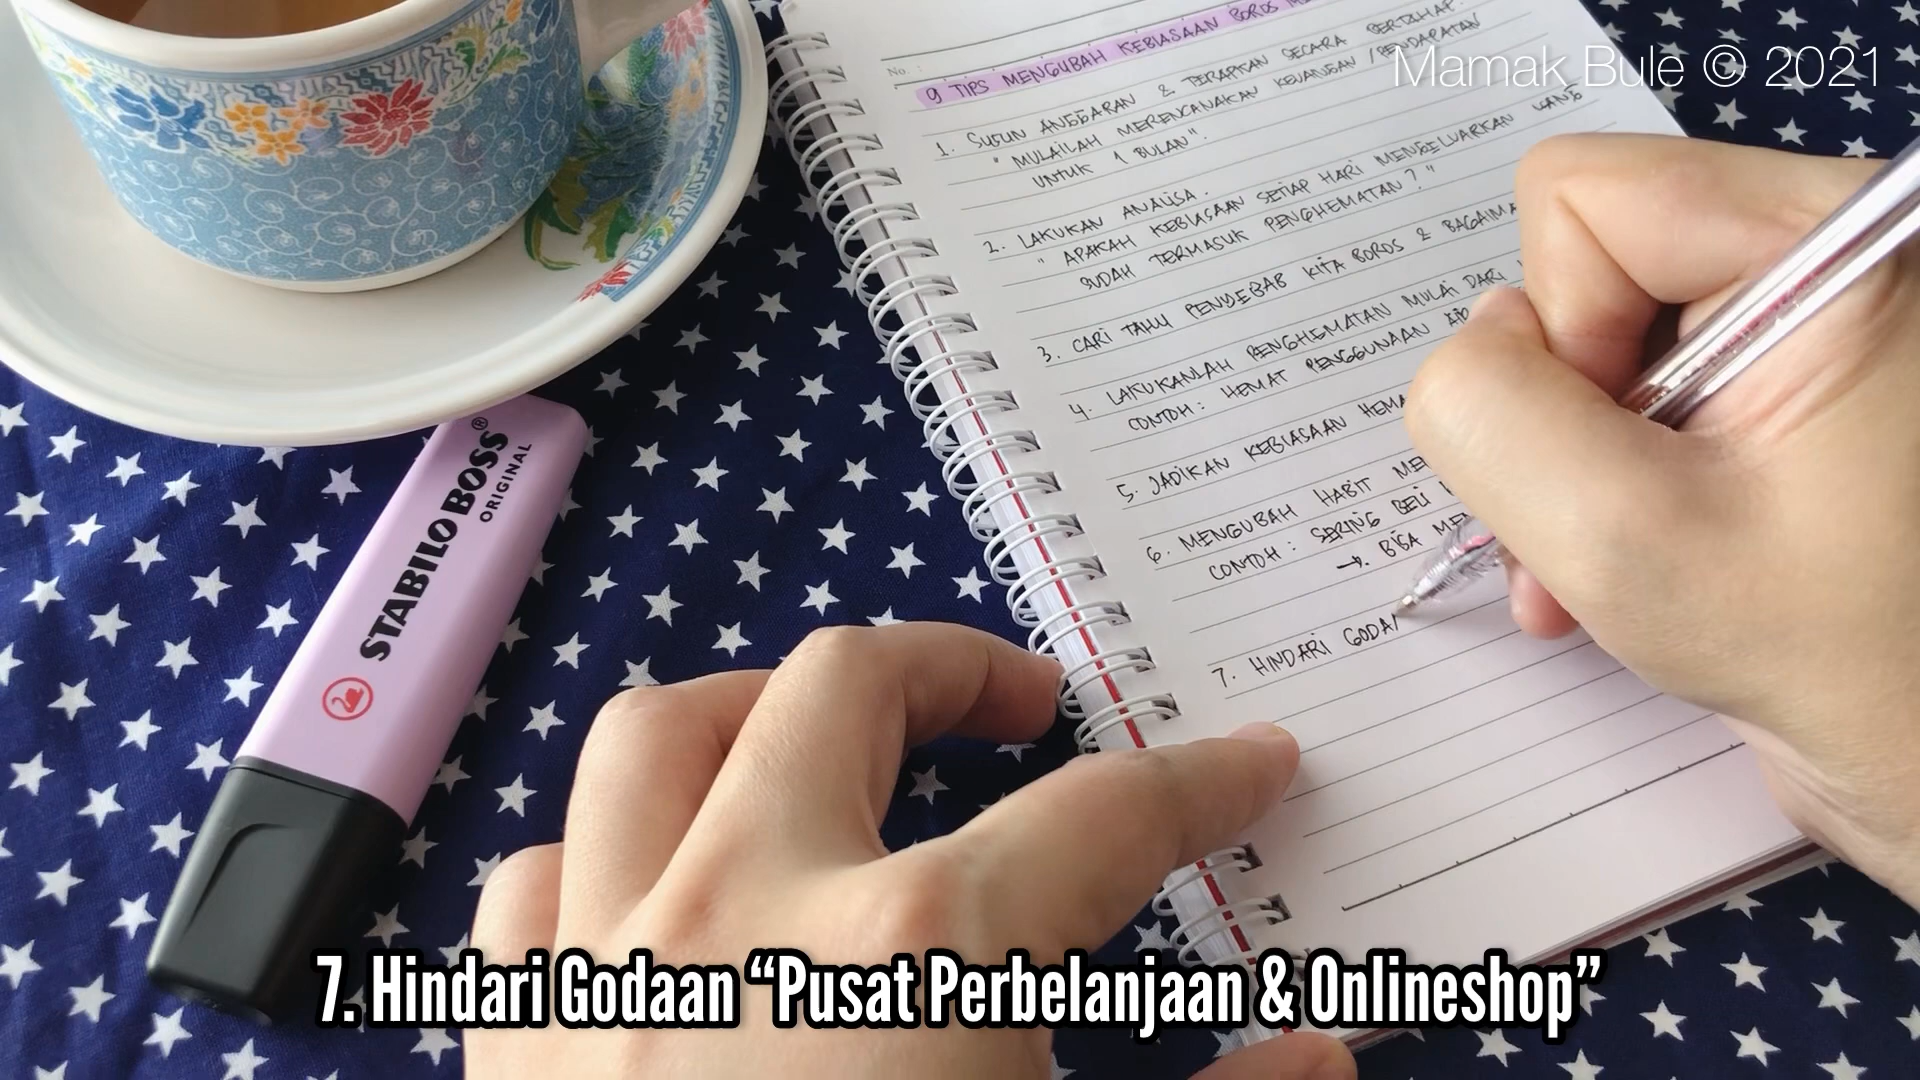 Mamak Bule © 2021
No. :
9 TIPS MENGUBAH KEBIASAAN BOROS
1. SUSUN ANGGARAN & TERAPKAN SECARA BERTAHAP.
" MULAILAH MERENCANAKAN KEUANGAN / PENDAPATAN
UNTUK 1 BULAN".
2. LAKUKAN ANALISA.
" APAKAH KEBIASAAN SETIAP HARI MENGELUARKAN UANG
SUDAH TERMASUK PENGHEMATAN ? "
3. CARI TAHU PENYEBAB KITA BOROS & BAGAIMA
4. LAKUKANLAH PENGHEMATAN MULAI DARI
CONTOH : HEMAT PENGGUNAAN AIR
5. JADIKAN KEBIASAAN HEMA
6. MENGUBAH HABIT ME
CONTOH : SERING BELI
→. BISA ME
7. HINDARI GODA
STABILO BOSS®
ORIGINAL
7. Hindari Godaan “Pusat Perbelanjaan & Onlineshop”